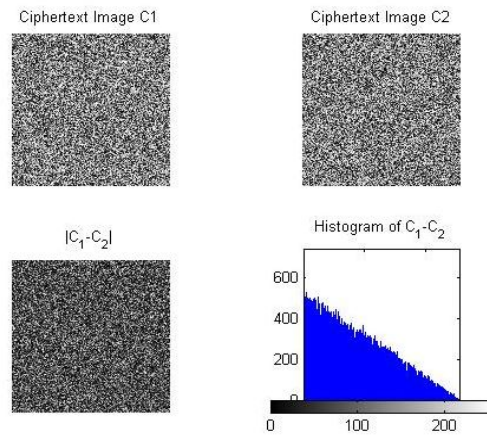 Ciphertext Image C1
Ciphertext Image C2
|C₁-C₂|
Histogram of C₁-C₂
600
400
200
0
0 100 200